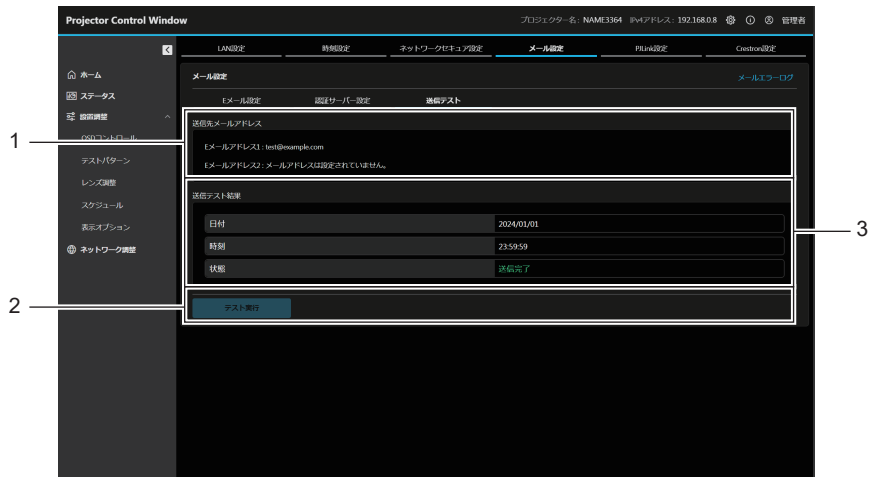 Projector Control Window
プロジェクター名: NAME3364 IPv4アドレス: 192.168.0.8 管理者
LAN設定 時刻設定 ネットワークセキュア設定 メール設定 PJLink設定 Crestron設定
ホーム
ステータス
設置調整
OSDコントロール
テストパターン
レンズ調整
スケジュール
表示オプション
ネットワーク調整
メール設定 メールエラーログ
Eメール設定 認証サーバー設定 送信テスト
1
送信先メールアドレス
Eメールアドレス1 : test@example.com
Eメールアドレス2 : メールアドレスは設定されていません。
送信テスト結果
日付 2024/01/01
時刻 23:59:59
状態 送信完了
3
2
テスト実行